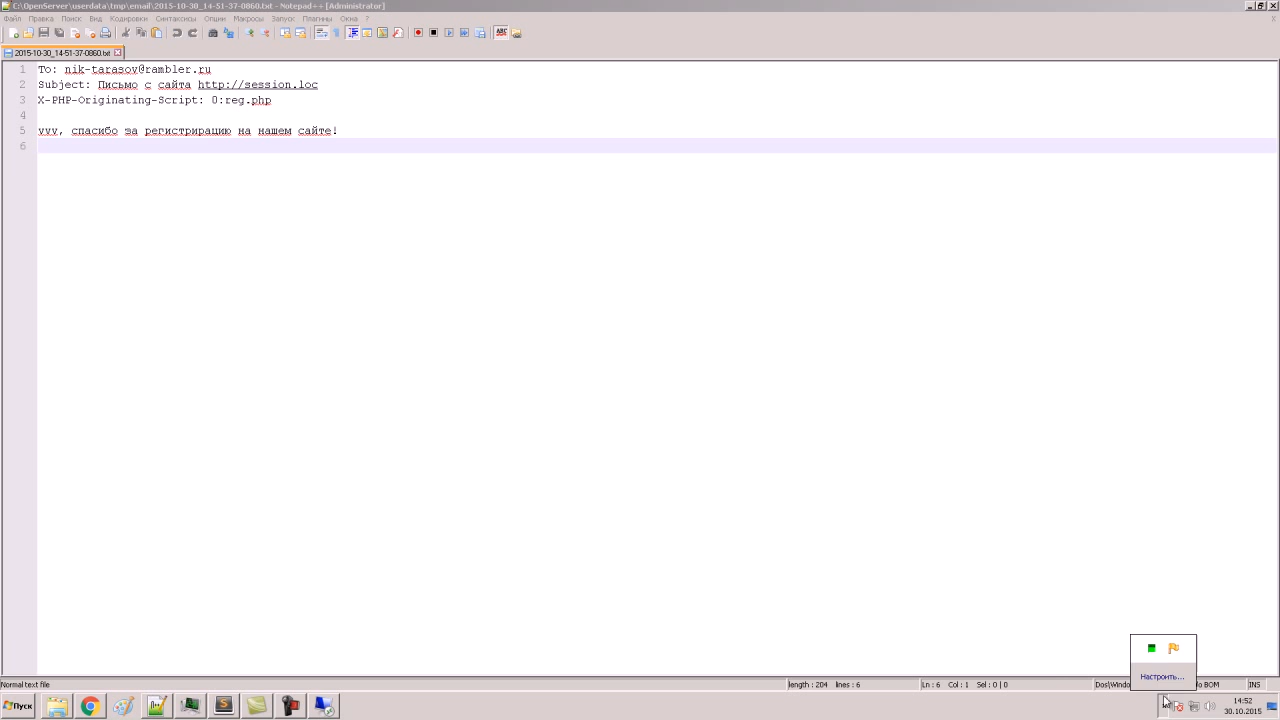 C:\OpenServer\userdata\tmp\email\2015-10-30_14-51-37-0860.txt - Notepad++ [Administrator]
Файл Правка Поиск Вид Кодировки Синтаксисы Опции Макросы Запуск Плагины Окна ? X
2015-10-30_14-51-37-0860.txt
1 To: nik-tarasov@rambler.ru
2 Subject: Письмо с сайта http://session.loc
3 X-PHP-Originating-Script: 0:reg.php
4
5 vvv, спасибо за регистрирацию на нашем сайте!
6
Настроить...
Normal text file length : 204 lines : 6 Ln : 6 Col : 1 Sel : 0 | 0 Dos\Windo BOM INS
Пуск 14:52
30.10.2015